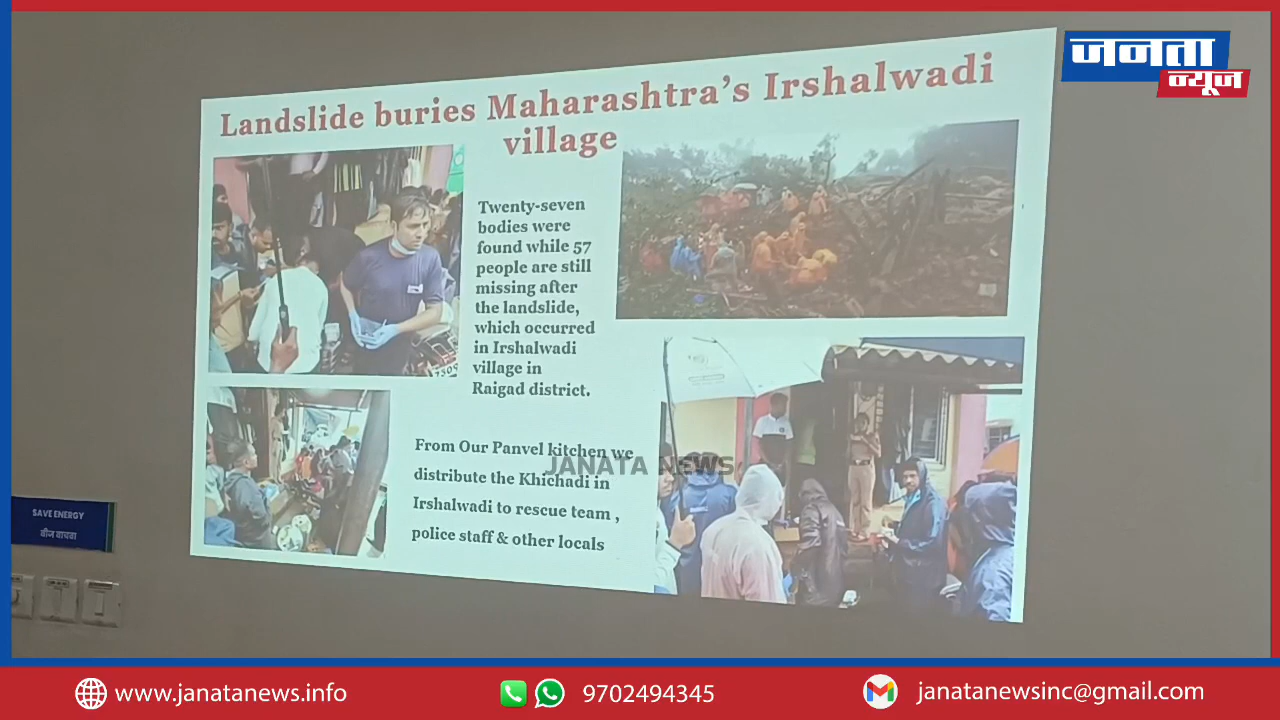 जनता
न्यूज
Landslide buries Maharashtra's Irshalwadi
village
Twenty-seven
bodies were
found while 57
people are still
missing after
the landslide,
which occurred
in Irshalwadi
village in
Raigad district.
From Our Panvel kitchen we
distribute the Khichadi in
Irshalwadi to rescue team ,
police staff & other locals
JANATA NEWS
SAVE ENERGY
वीज वाचवा
www.janatanews.info
9702494345
janatanewsinc@gmail.com